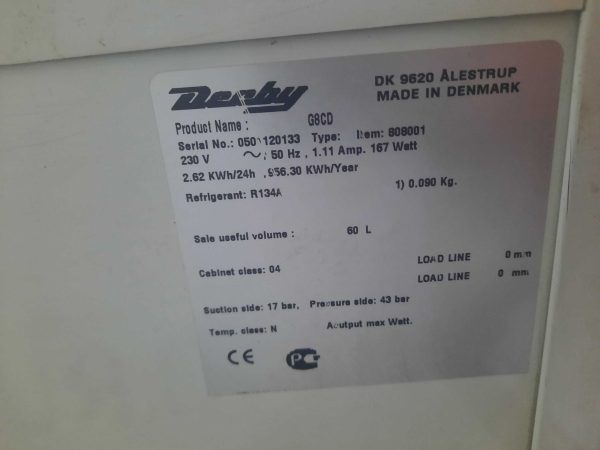 Derby
DK 9620 ÅLESTRUP
MADE IN DENMARK
Product Name : G8CD
Serial No.: 120133 Type: Item: 808001
230 V ~, 50 Hz , 1.11 Amp. 167 Watt
2.62 KWh/24h , 956.30 KWh/Year
Refrigerant: R134A 1) 0.090 Kg.
Sale useful volume : 60 L
Cabinet class: 04 LOAD LINE 0 mm
LOAD LINE 0 mm
Suction side: 17 bar, Pressure side: 43 bar
Temp. class: N output max Watt.
CE